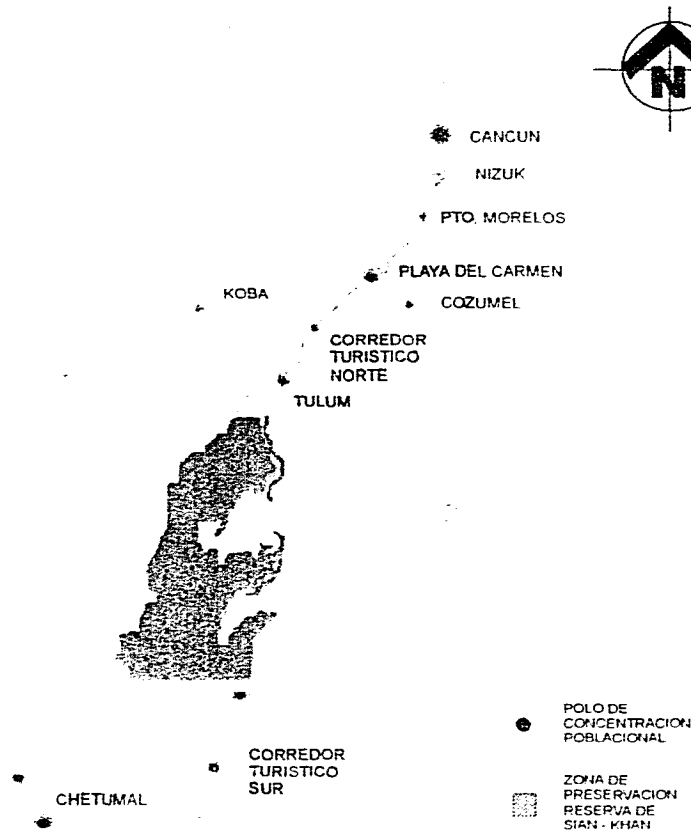 N
CANCUN
NIZUK
PTO. MORELOS
PLAYA DEL CARMEN
KOBA
COZUMEL
CORREDOR
TURISTICO
NORTE
TULUM
POLO DE
CONCENTRACION
POBLACIONAL
CORREDOR
TURISTICO
SUR
CHETUMAL
ZONA DE
PRESERVACION
RESERVA DE
SIAN - KHAN